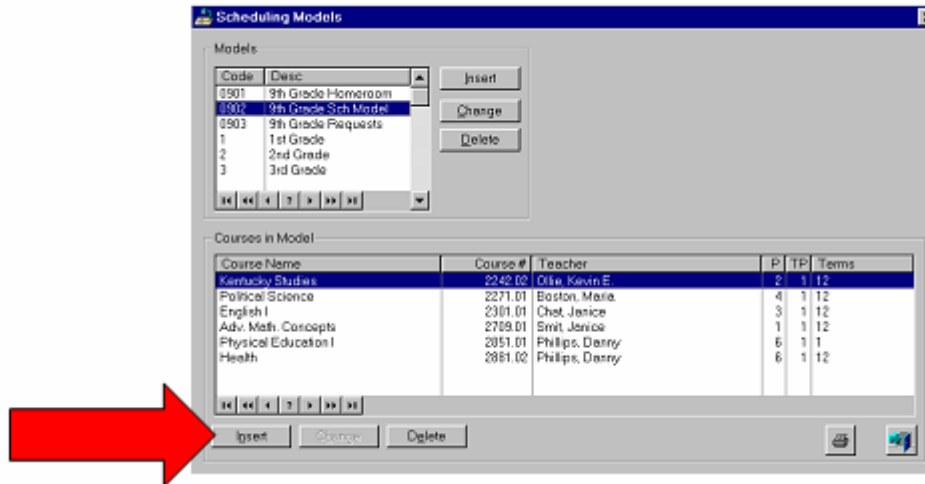 Scheduling Models
Models
Code Desc
0901 9th Grade Homeroom
0902 9th Grade Sch Model
0903 9th Grade Requests
1 1st Grade
2 2nd Grade
3 3rd Grade
Insert
Change
Delete
Courses in Model
Course Name Course # Teacher P TP Terms
Kentucky Studies 2242.02 Ollie, Kevin E. 2 1 12
Political Science 2271.01 Boston, Maria 4 1 12
English I 2301.01 Chat, Janice 3 1 12
Adv. Math. Concepts 2709.01 Smit, Janice 1 1 12
Physical Education I 2851.01 Phillips, Danny 6 1 1
Health 2881.02 Phillips, Danny 6 1 12
Insert Change Delete